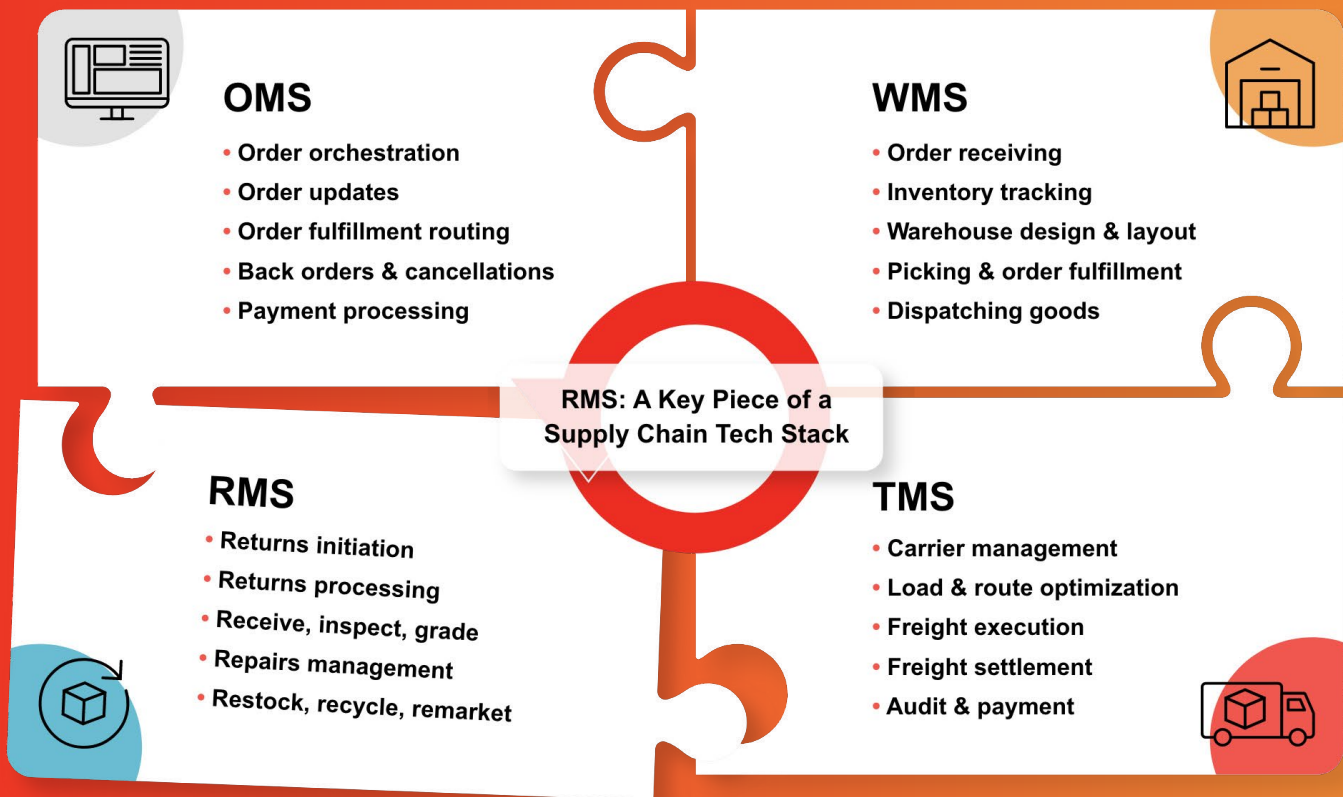 OMS
• Order orchestration
• Order updates
• Order fulfillment routing
• Back orders & cancellations
• Payment processing
WMS
• Order receiving
• Inventory tracking
• Warehouse design & layout
• Picking & order fulfillment
• Dispatching goods
RMS: A Key Piece of a
Supply Chain Tech Stack
RMS
• Returns initiation
• Returns processing
• Receive, inspect, grade
• Repairs management
• Restock, recycle, remarket
TMS
• Carrier management
• Load & route optimization
• Freight execution
• Freight settlement
• Audit & payment